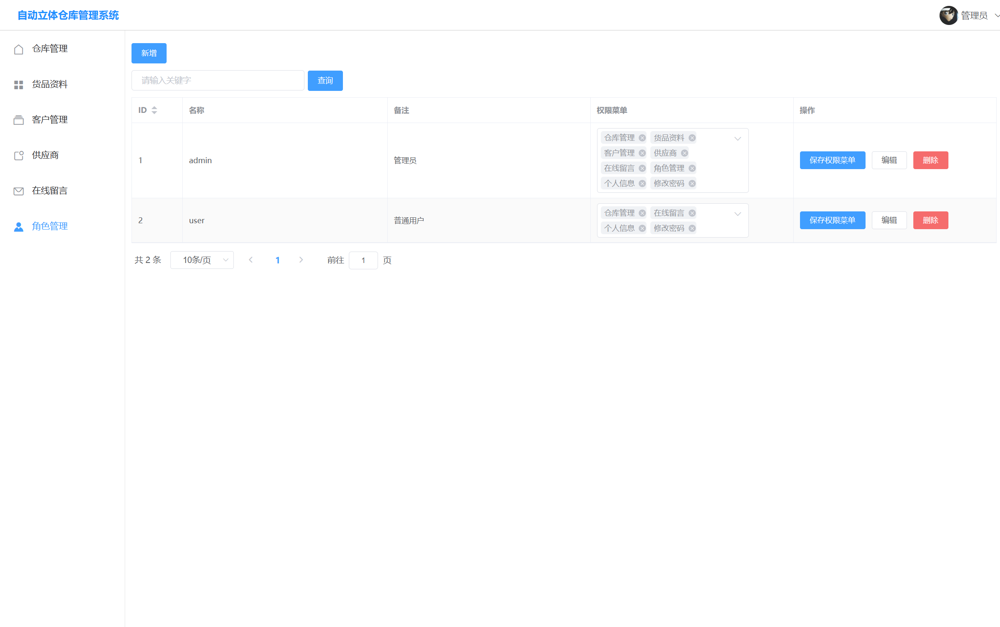 自动立体仓库管理系统
管理员
仓库管理
货品资料
客户管理
供应商
在线留言
角色管理
新增
请输入关键字 查询
ID 名称 备注 权限菜单 操作
1 admin 管理员 仓库管理 货品资料 客户管理 供应商 在线留言 角色管理 个人信息 修改密码 保存权限菜单 编辑 删除
2 user 普通用户 仓库管理 在线留言 个人信息 修改密码 保存权限菜单 编辑 删除
共 2 条 10条/页 1 前往 1 页